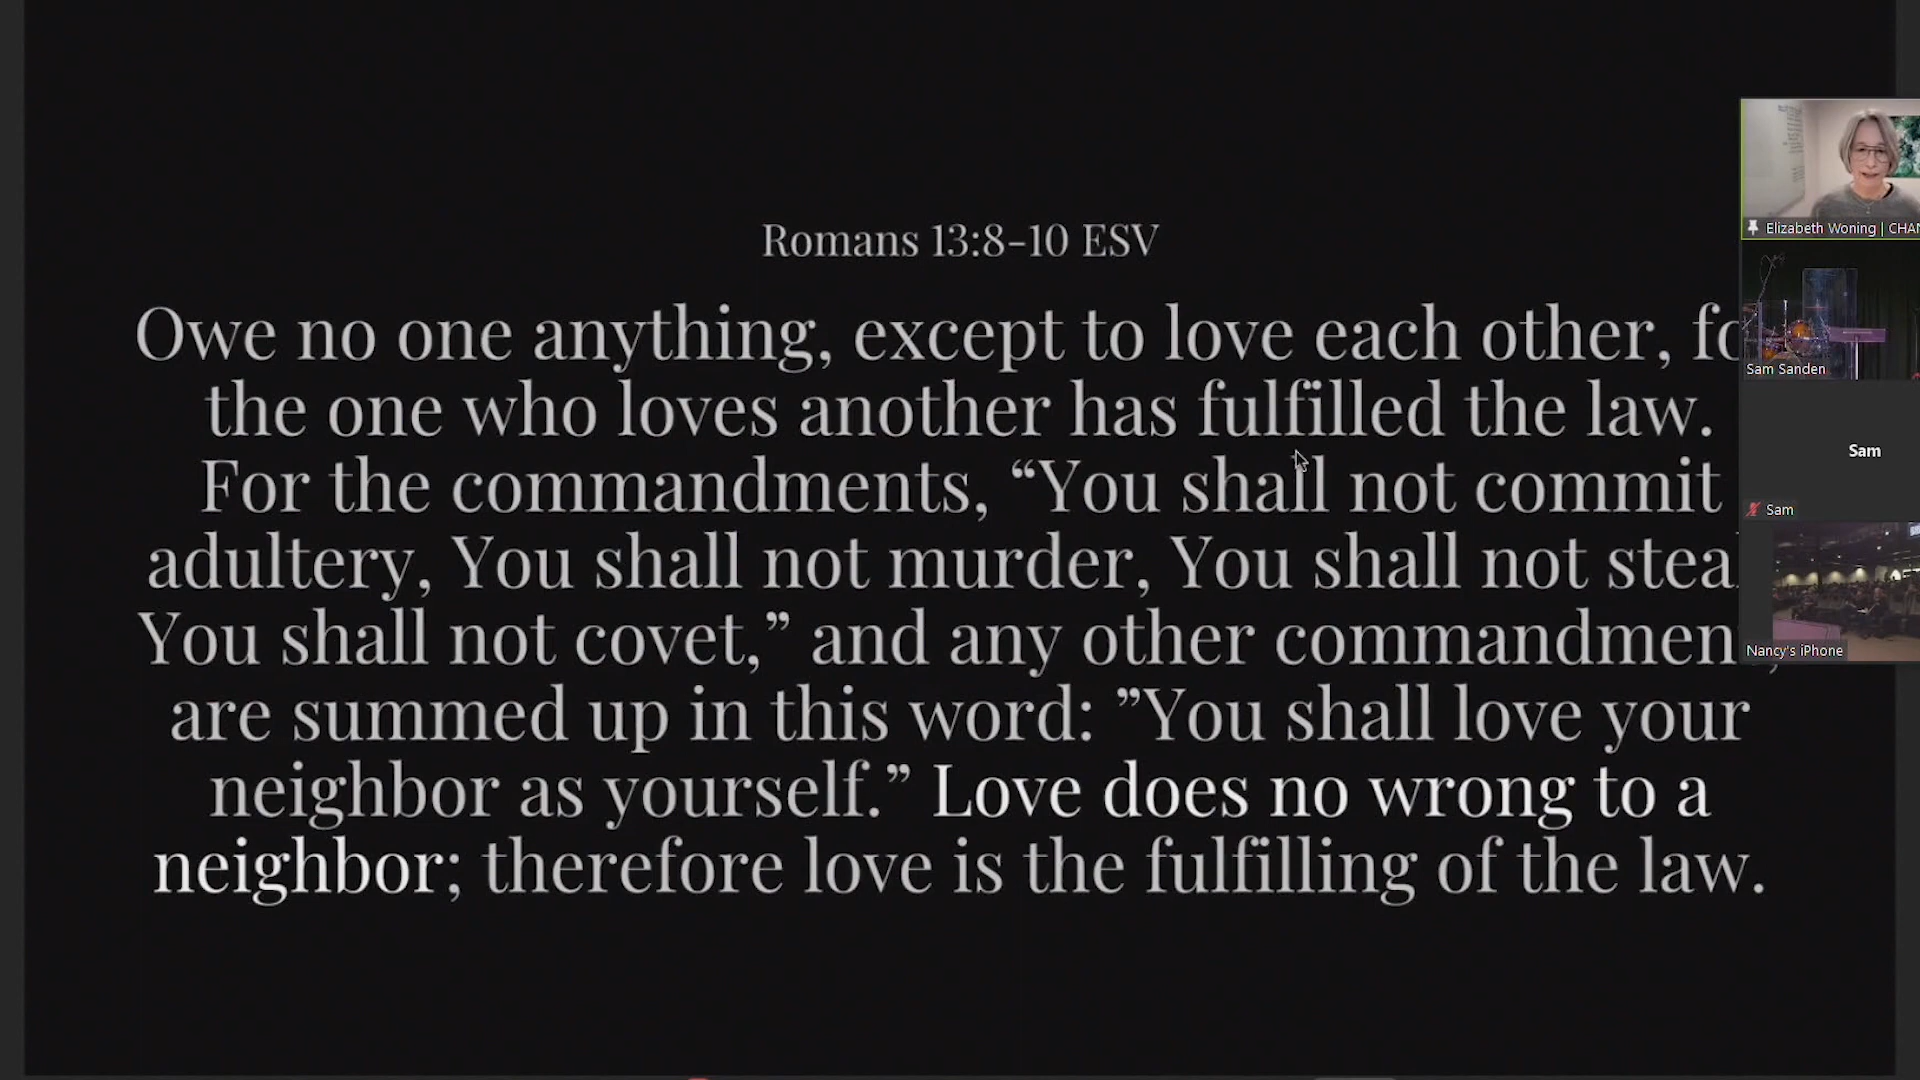 Romans 13:8-10 ESV
Owe no one anything, except to love each other, fo
the one who loves another has fulfilled the law.
For the commandments, “You shall not commit
adultery, You shall not murder, You shall not steal
You shall not covet,” and any other commandment,
are summed up in this word: ”You shall love your
neighbor as yourself.” Love does no wrong to a
neighbor; therefore love is the fulfilling of the law.
Elizabeth Woning | CHAN
Sam Sanden
Sam
Sam
Nancy's iPhone